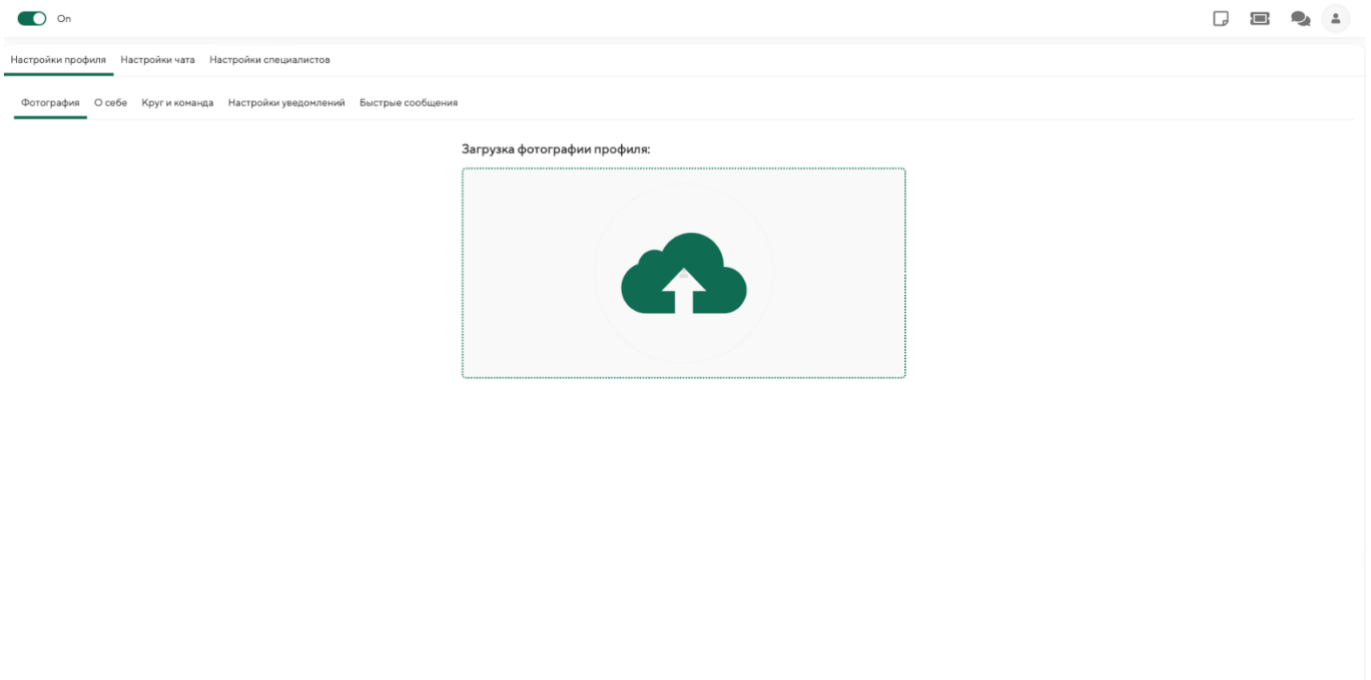 On
Настройки профиля Настройки чата Настройки специалистов
Фотография О себе Круг и команда Настройки уведомлений Быстрые сообщения
Загрузка фотографии профиля: